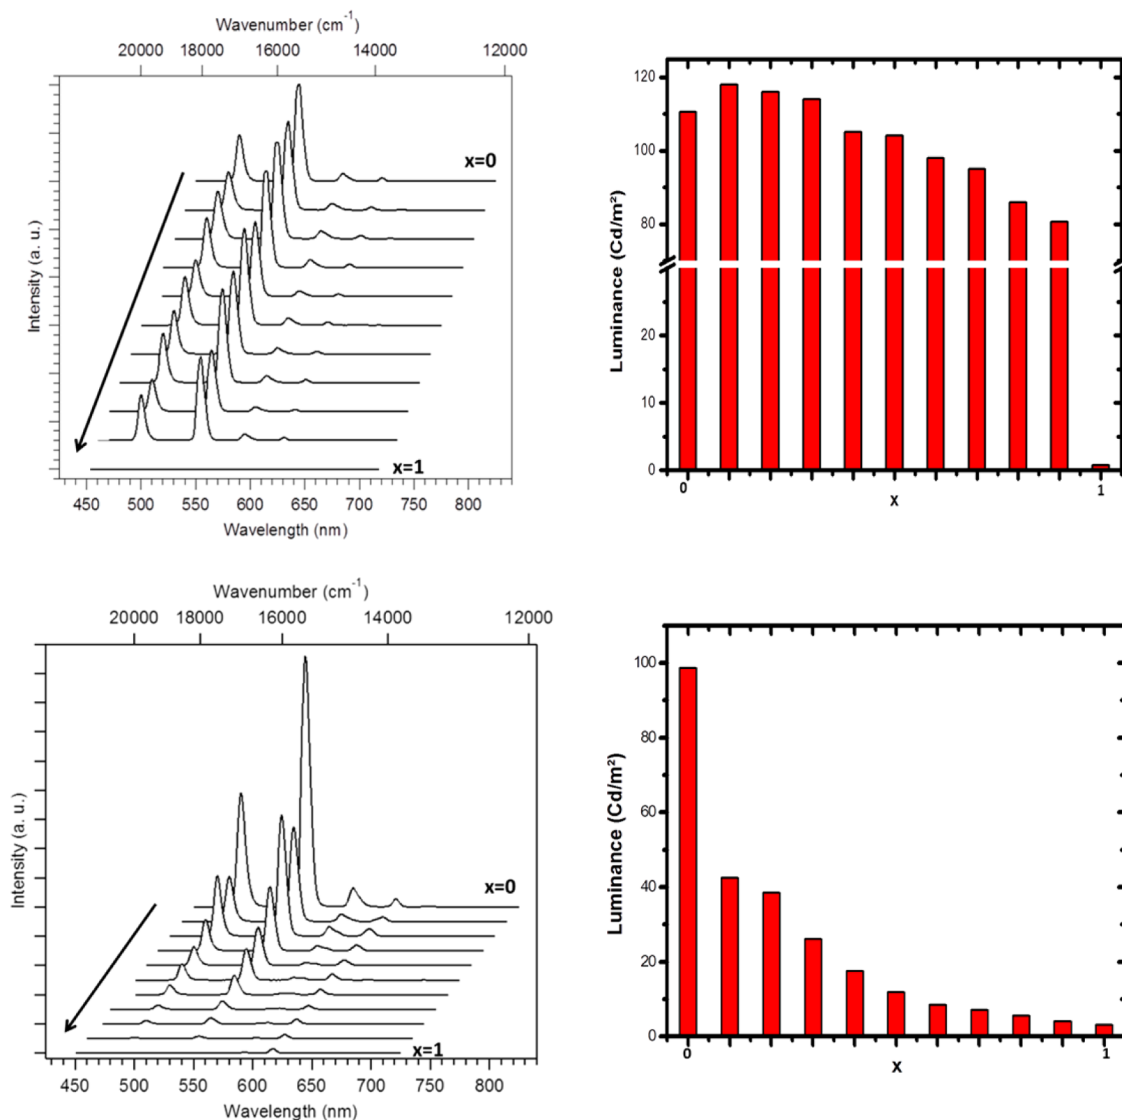 Wavenumber (cm-1)
20000 18000 16000 14000 12000
x=0
Intensity (a. u.)
x=1
450 500 550 600 650 700 750 800
Wavelength (nm)
120
100
80
20
10
0
Luminance (Cd/m²)
0 1
x
Wavenumber (cm-1)
20000 18000 16000 14000 12000
x=0
Intensity (a. u.)
x=1
450 500 550 600 650 700 750 800
Wavelength (nm)
100
80
60
40
20
0
Luminance (Cd/m²)
0 1
x